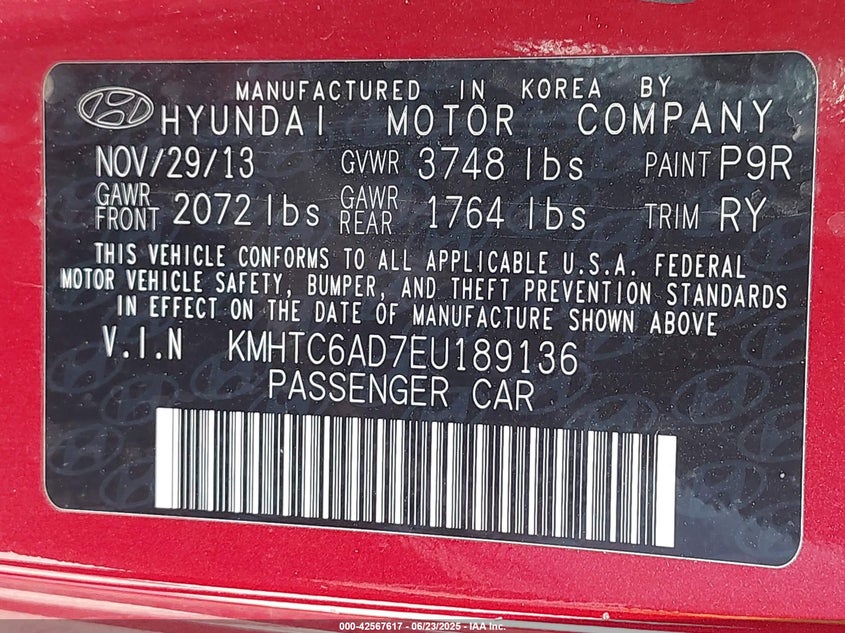 MANUFACTURED IN KOREA BY
HYUNDAI MOTOR COMPANY
NOV/29/13 GVWR 3748 lbs PAINT P9R
GAWR FRONT 2072 lbs GAWR REAR 1764 lbs TRIM RY
THIS VEHICLE CONFORMS TO ALL APPLICABLE U.S.A. FEDERAL
MOTOR VEHICLE SAFETY, BUMPER, AND THEFT PREVENTION STANDARDS
IN EFFECT ON THE DATE OF MANUFACTURE SHOWN ABOVE
V.I.N KMHTC6AD7EU189136
PASSENGER CAR
000-42567617 - 06/23/2025 - IAA Inc.